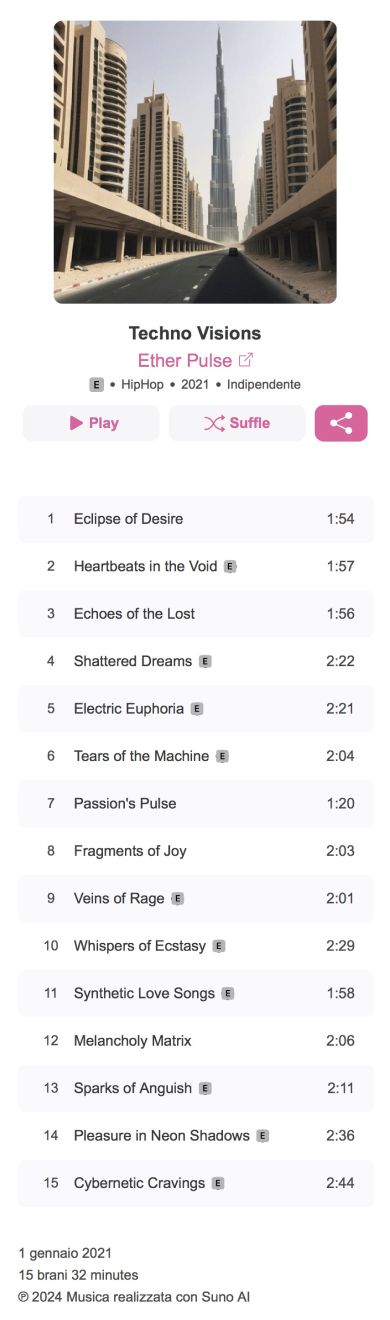 Techno Visions
Ether Pulse
E • HipHop • 2021 • Indipendente
Play Suffle
1 Eclipse of Desire 1:54
2 Heartbeats in the Void E 1:57
3 Echoes of the Lost 1:56
4 Shattered Dreams E 2:22
5 Electric Euphoria E 2:21
6 Tears of the Machine E 2:04
7 Passion's Pulse 1:20
8 Fragments of Joy 2:03
9 Veins of Rage E 2:01
10 Whispers of Ecstasy E 2:29
11 Synthetic Love Songs E 1:58
12 Melancholy Matrix 2:06
13 Sparks of Anguish E 2:11
14 Pleasure in Neon Shadows E 2:36
15 Cybernetic Cravings E 2:44
1 gennaio 2021
15 brani 32 minutes
℗ 2024 Musica realizzata con Suno AI